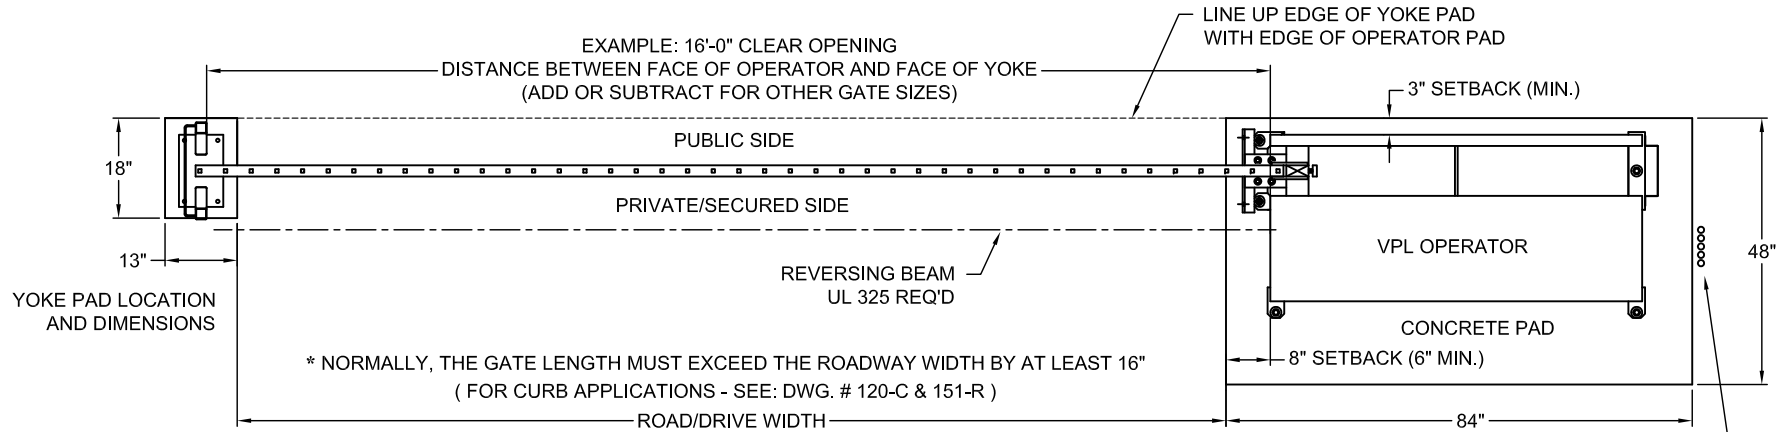 LINE UP EDGE OF YOKE PAD
WITH EDGE OF OPERATOR PAD
EXAMPLE: 16'-0" CLEAR OPENING
DISTANCE BETWEEN FACE OF OPERATOR AND FACE OF YOKE
(ADD OR SUBTRACT FOR OTHER GATE SIZES)
3" SETBACK (MIN.)
PUBLIC SIDE
18"
PRIVATE/SECURED SIDE
VPL OPERATOR
48"
13"
REVERSING BEAM
UL 325 REQ'D
YOKE PAD LOCATION
AND DIMENSIONS
CONCRETE PAD
8" SETBACK (6" MIN.)
* NORMALLY, THE GATE LENGTH MUST EXCEED THE ROADWAY WIDTH BY AT LEAST 16"
( FOR CURB APPLICATIONS - SEE: DWG. # 120-C & 151-R )
ROAD/DRIVE WIDTH
84"